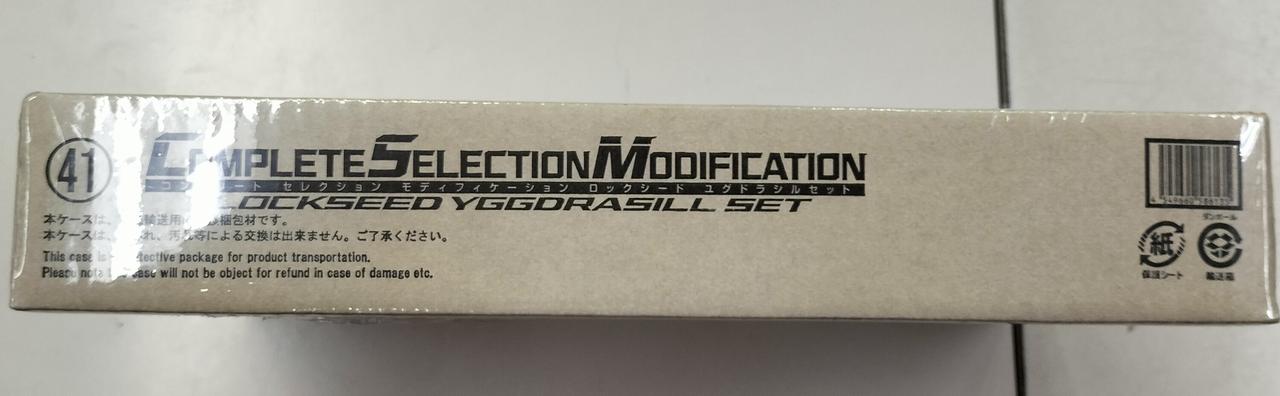 41
COMPLETE SELECTION MODIFICATION
セレクション モディフィケーション ロックシード ユグドラシルセット
LOCKSEED YGGDRASILL SET
本ケースは、輸送用 梱包材です。
本ケースは、れ、汚れ等による交換は出来ません。ご了承ください。
This case is protective package for product transportation.
Please note case will not be object for refund in case of damage etc.
紙
保護シート
ダンボール
輸送箱